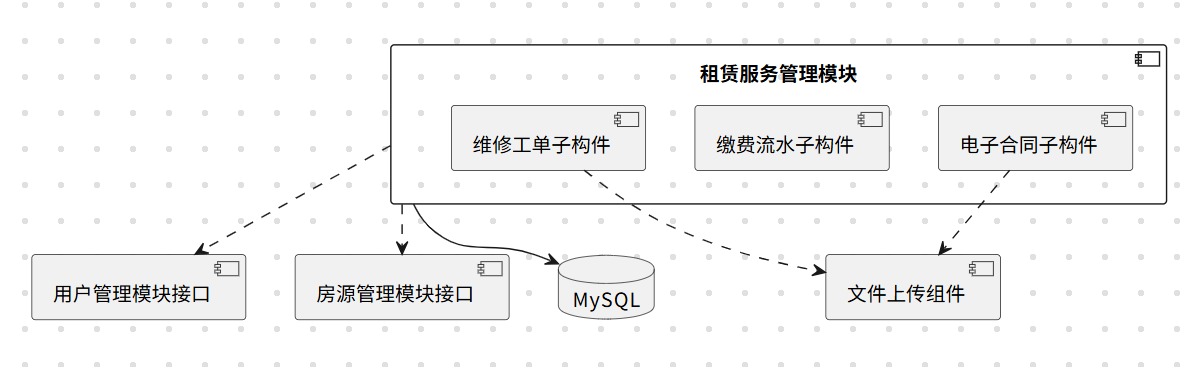 租赁服务管理模块
维修工单子构件
缴费流水子构件
电子合同子构件
用户管理模块接口
房源管理模块接口
MySQL
文件上传组件